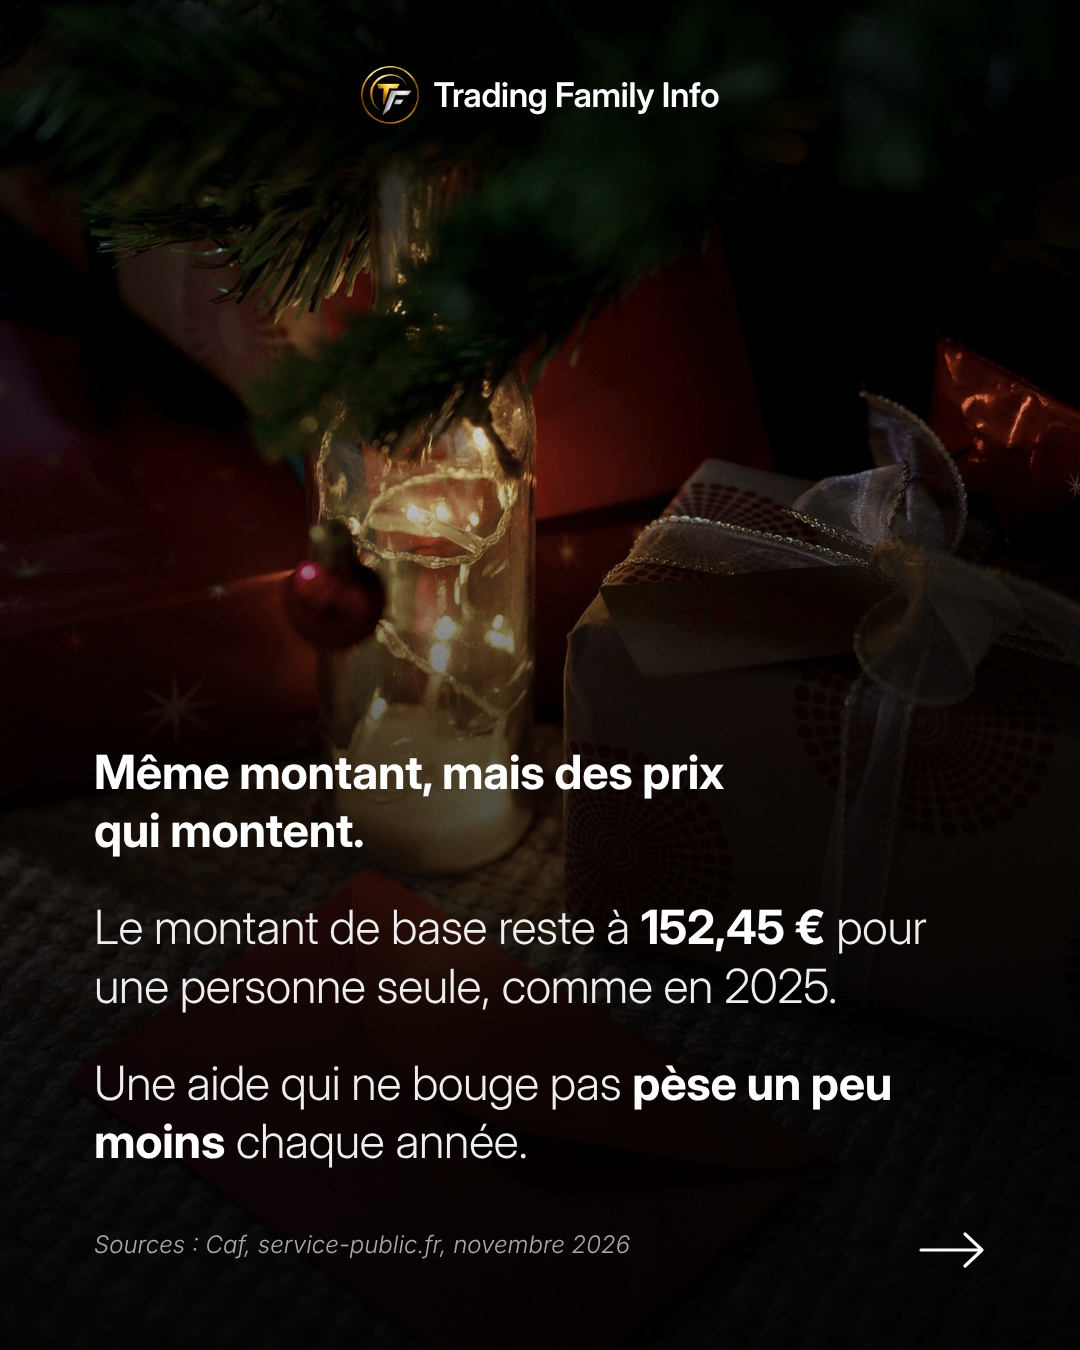 TF Trading Family Info
Même montant, mais des prix
qui montent.
Le montant de base reste à 152,45 € pour
une personne seule, comme en 2025.
Une aide qui ne bouge pas pèse un peu
moins chaque année.
Sources : Caf, service-public.fr, novembre 2026